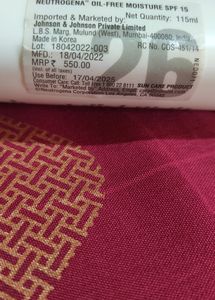 NEUTROGENA® OIL-FREE MOISTURE SPF 15
Imported & Marketed by: Net Quantity: 115ml
Johnson & Johnson Private Limited
L.B.S. Marg, Mulund (West), Mumbai-400080, India
Made in Korea RC No. COS-451/14
Lot: 18042022-003
MFD.: 18/04/2022
MRP ₹ 550.00
(incl. of all taxes)
Use Before: 17/04/2025
SUN CARE PRODUCT